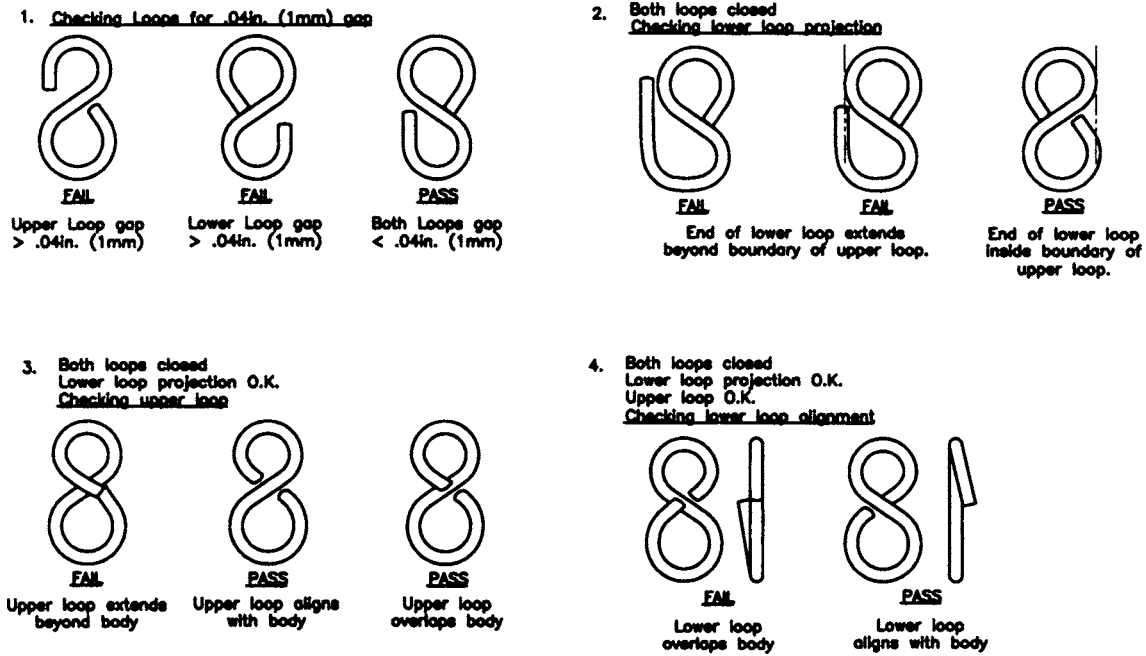 1. Checking Loops for .04in. (1mm) gap
FAIL
Upper Loop gap
> .04in. (1mm)
FAIL
Lower Loop gap
> .04in. (1mm)
PASS
Both Loops gap
< .04in. (1mm)
2. Both loops closed
Checking lower loop projection
FAIL
FAIL
End of lower loop extends
beyond boundary of upper loop.
PASS
End of lower loop
inside boundary of
upper loop.
3. Both loops closed
Lower loop projection O.K.
Checking upper loop
FAIL
Upper loop extends
beyond body
PASS
Upper loop aligns
with body
PASS
Upper loop
overlaps body
4. Both loops closed
Lower loop projection O.K.
Upper loop O.K.
Checking lower loop alignment
FAIL
Lower loop
overlaps body
PASS
Lower loop
aligns with body